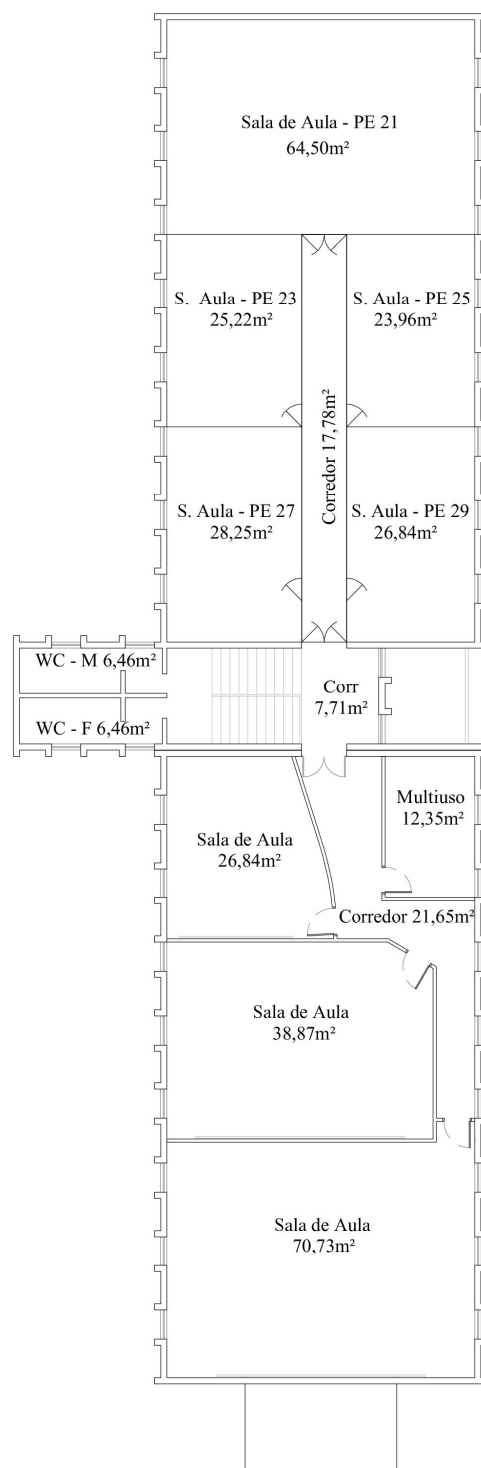 Sala de Aula - PE 21
64,50m²
S. Aula - PE 23
25,22m²
S. Aula - PE 25
23,96m²
Corredor 17,78m²
S. Aula - PE 27
28,25m²
S. Aula - PE 29
26,84m²
WC - M 6,46m²
Corr
7,71m²
WC - F 6,46m²
Multiuso
12,35m²
Sala de Aula
26,84m²
Corredor 21,65m²
Sala de Aula
38,87m²
Sala de Aula
70,73m²